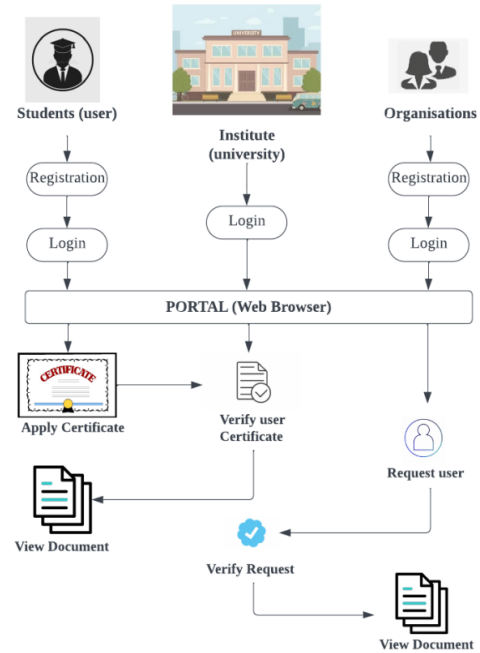 UNIVERSITY
Students (user)
Institute
(university)
Organisations
Registration
Registration
Login
Login
Login
PORTAL (Web Browser)
CERTIFICATE
Apply Certificate
Verify user
Certificate
Request user
View Document
Verify Request
View Document